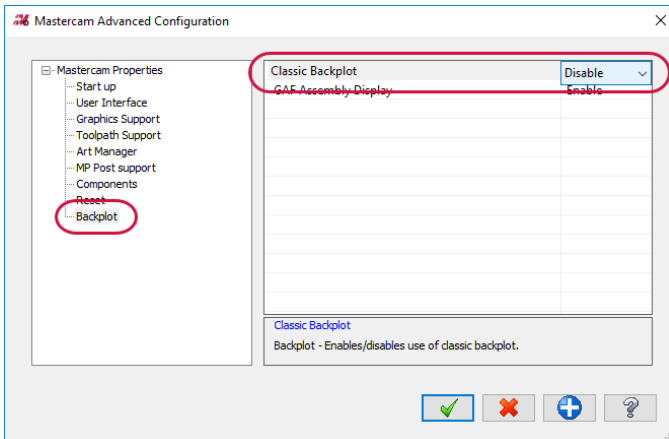 Mastercam Advanced Configuration
Mastercam Properties
Start up
User Interface
Graphics Support
Toolpath Support
Art Manager
MP Post support
Components
Reset
Backplot
Classic Backplot Disable
GAF Assembly Display Enable
Classic Backplot
Backplot - Enables/disables use of classic backplot.